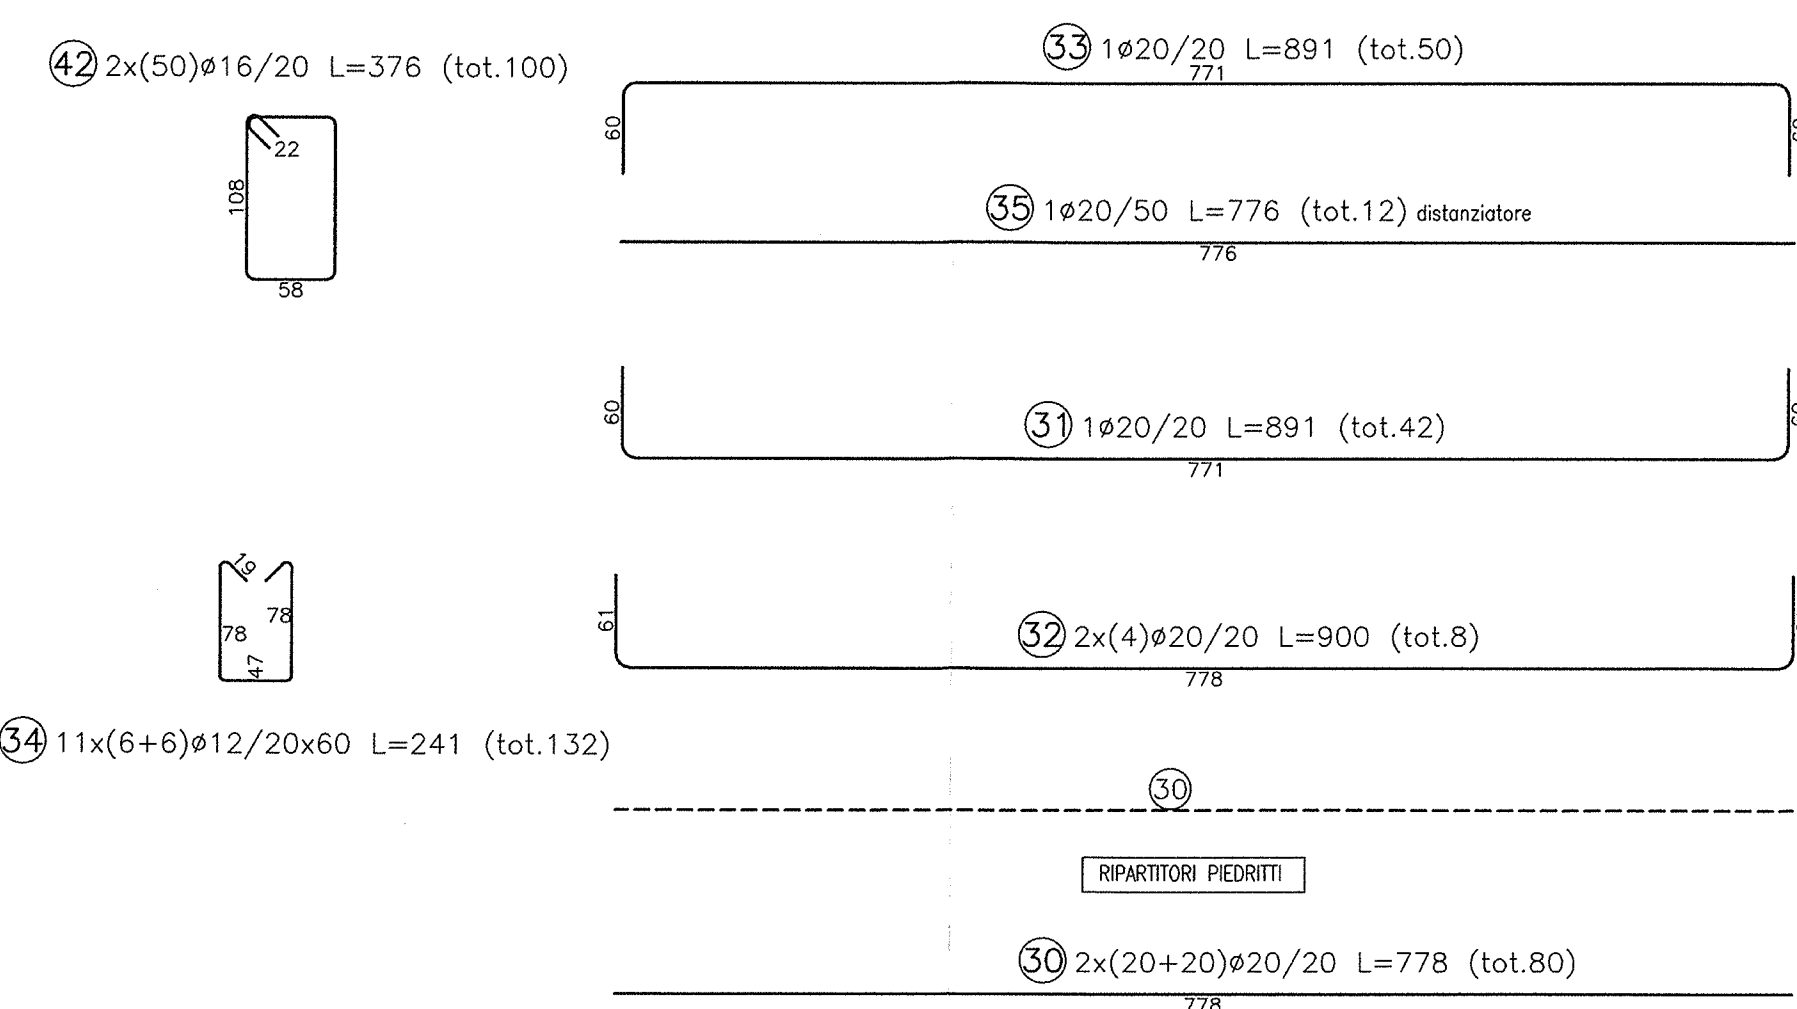 42 2x(50)ø16/20 L=376 (tot.100)
22
108
58
33 1ø20/20 L=891 (tot.50)
771
60
35 1ø20/50 L=776 (tot.12) distanziatore
776
60
31 1ø20/20 L=891 (tot.42)
771
19
78
78
47
34 11x(6+6)ø12/20x60 L=241 (tot.132)
61
32 2x(4)ø20/20 L=900 (tot.8)
778
30
RIPARTITORI PIEDRITTI
30 2x(20+20)ø20/20 L=778 (tot.80)
778